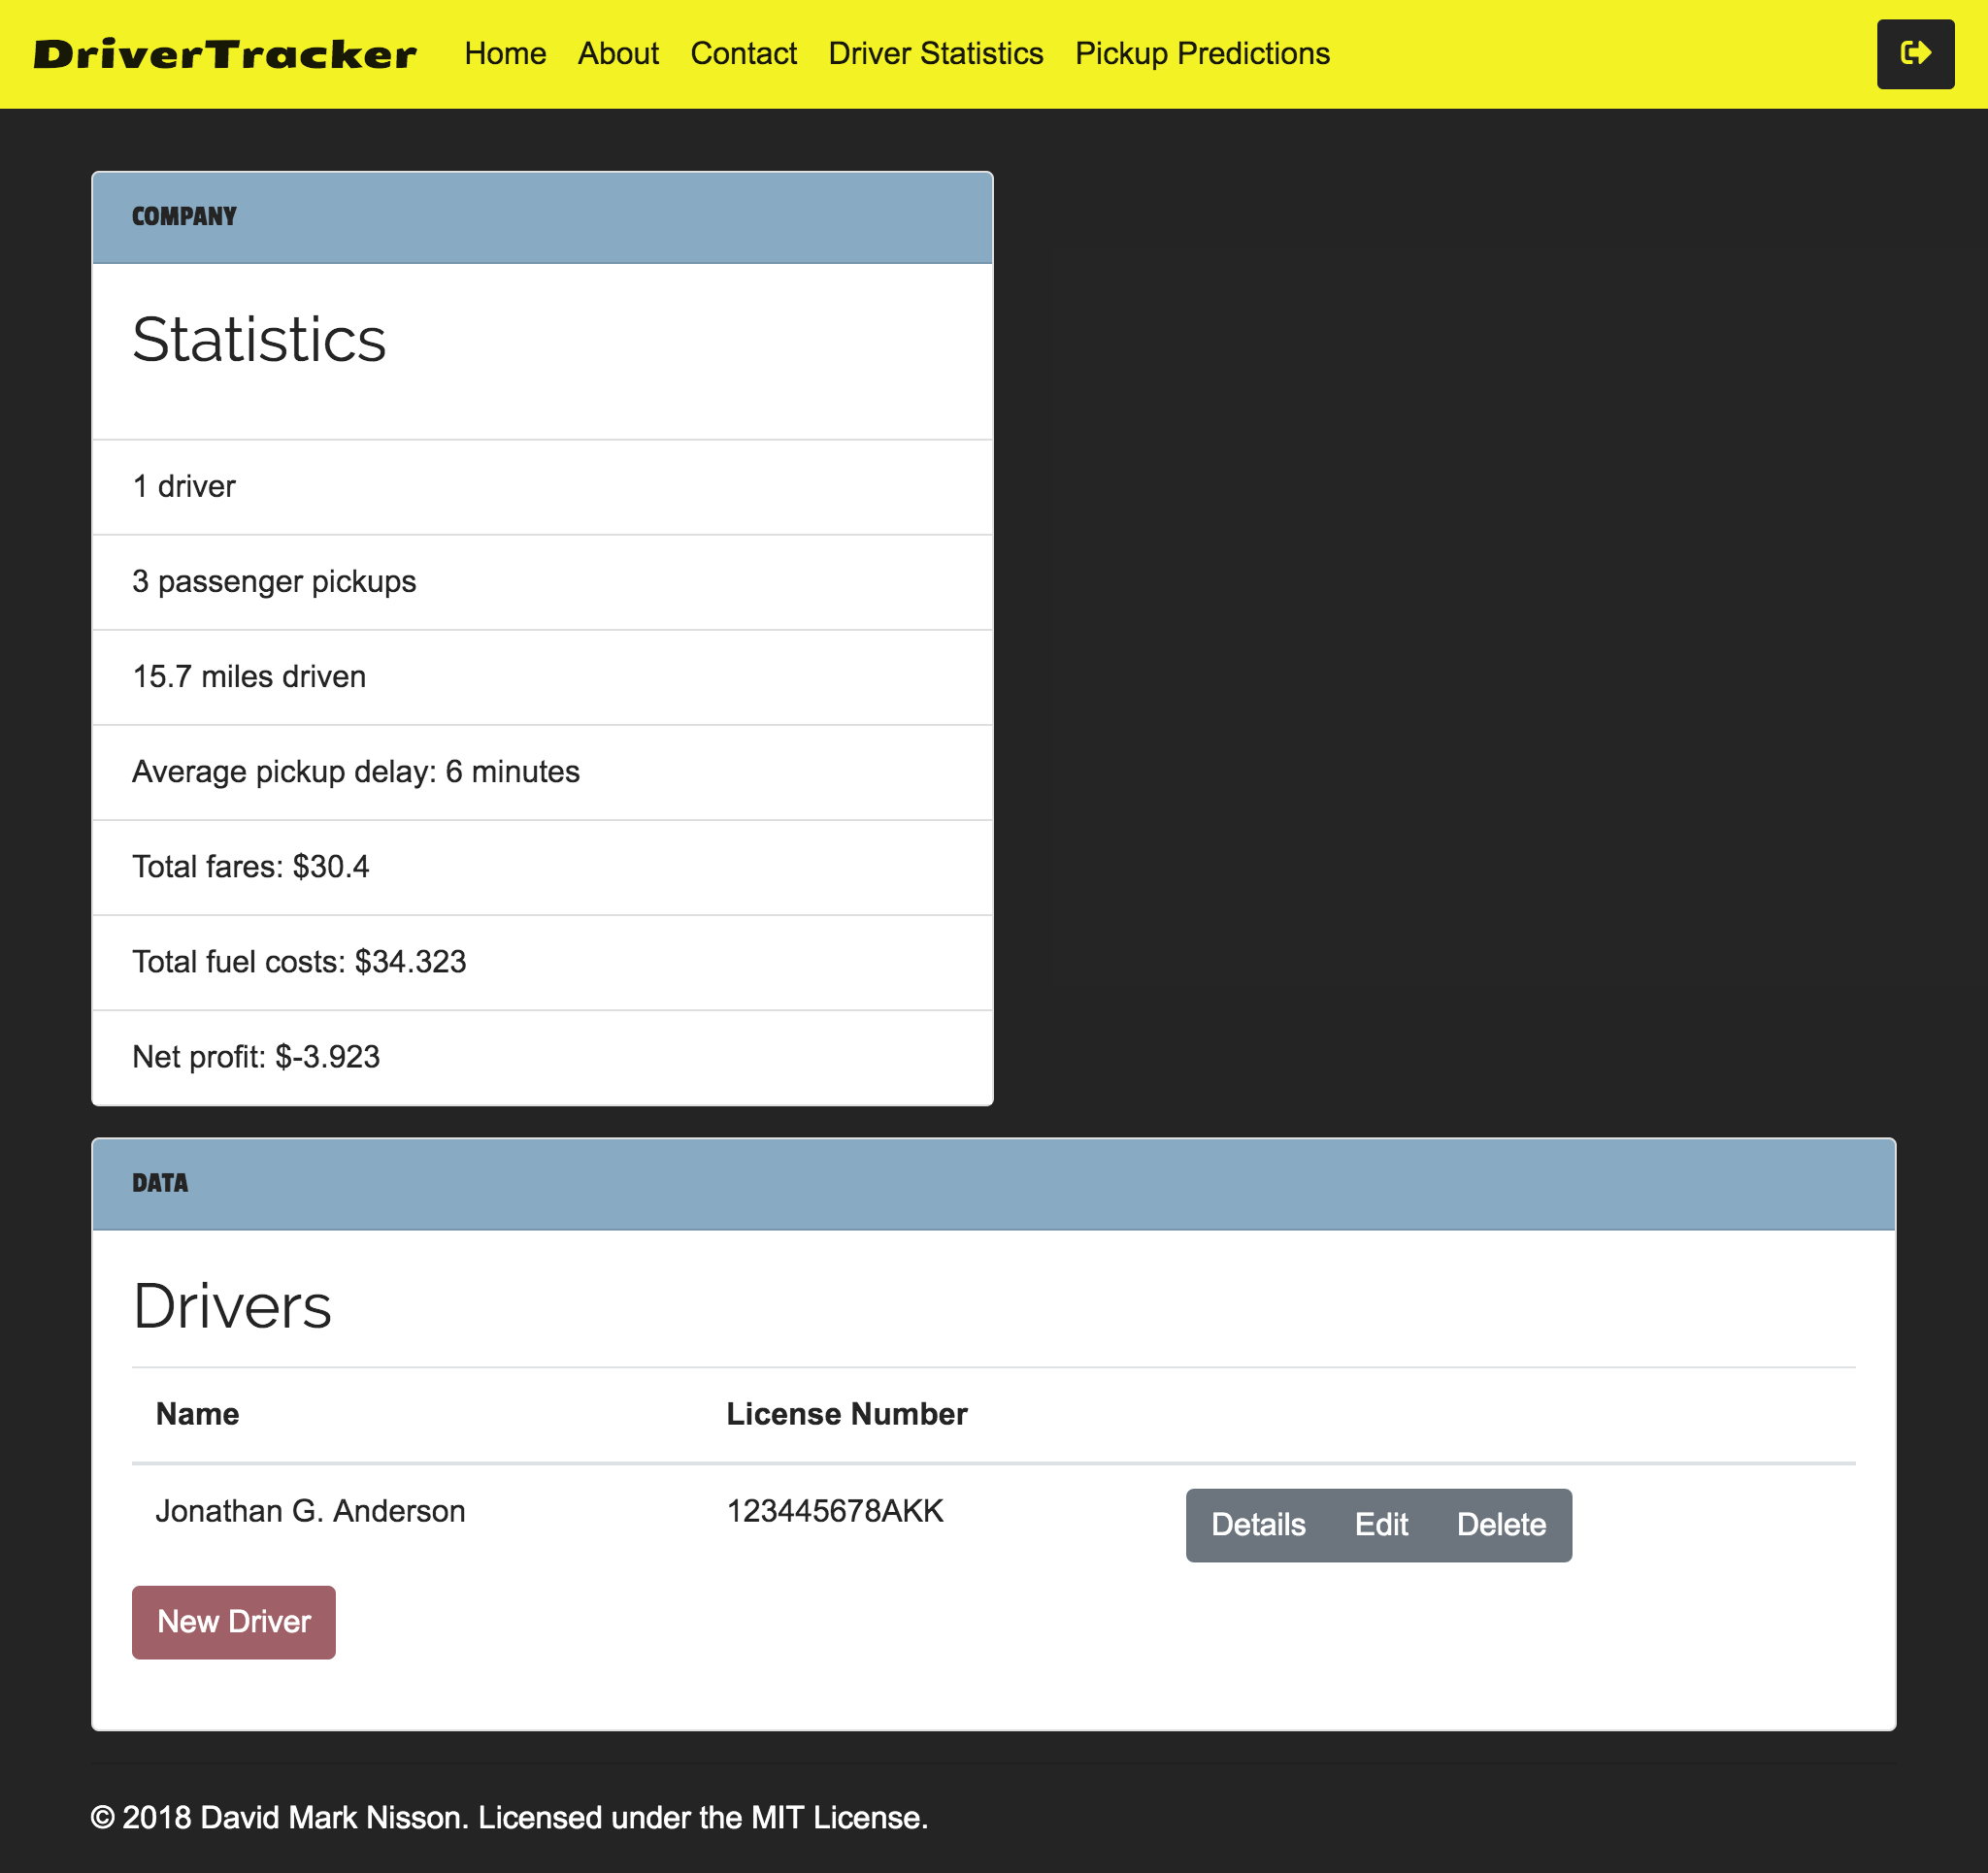 DriverTracker Home About Contact Driver Statistics Pickup Predictions
COMPANY
Statistics
1 driver
3 passenger pickups
15.7 miles driven
Average pickup delay: 6 minutes
Total fares: $30.4
Total fuel costs: $34.323
Net profit: $-3.923
DATA
Drivers
Name License Number
Jonathan G. Anderson 123445678AKK Details Edit Delete
New Driver
© 2018 David Mark Nisson. Licensed under the MIT License.